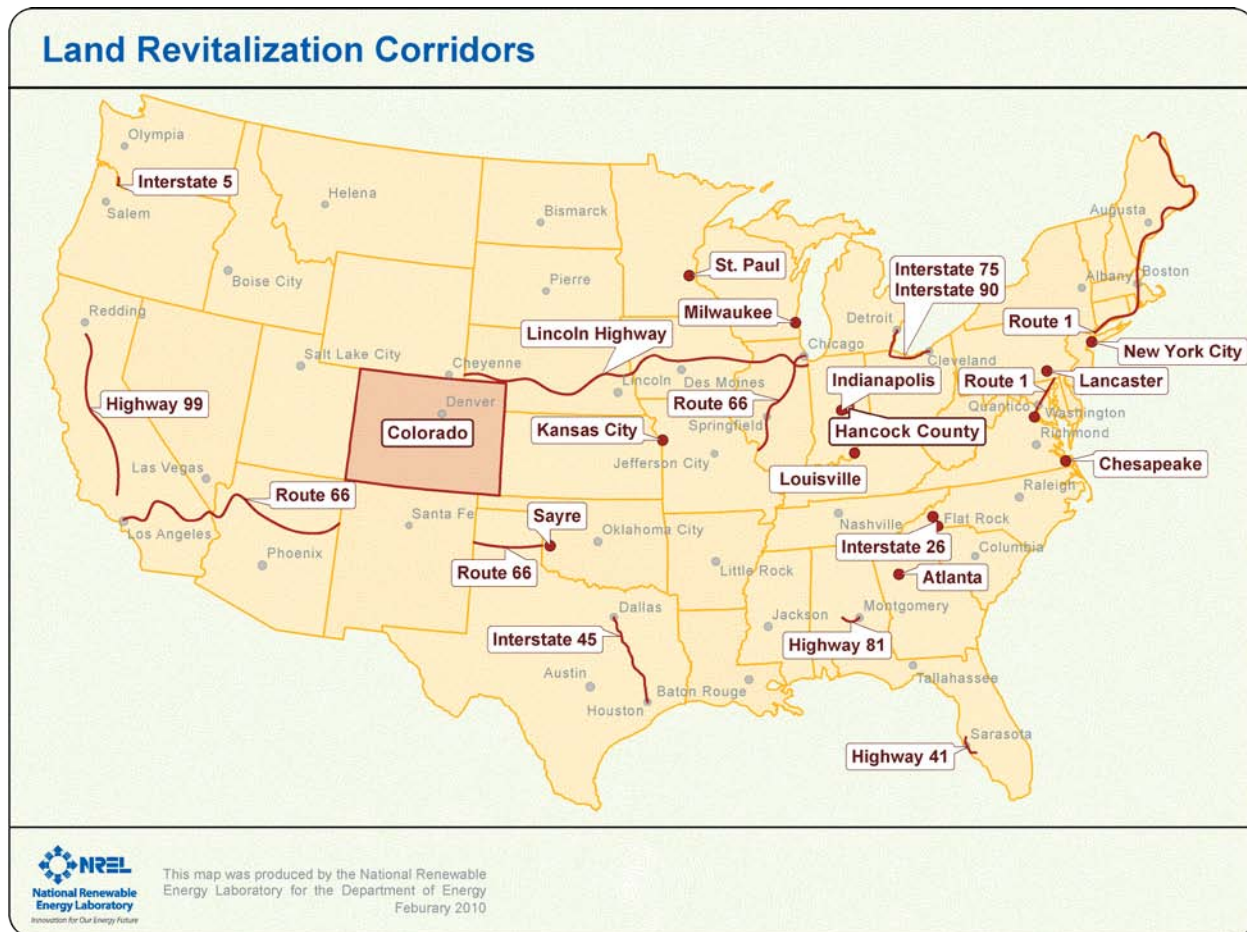 Land Revitalization Corridors
Olympia
Interstate 5
Salem
Helena
Bismarck
Augusta
Boise City
Pierre
St. Paul
Interstate 75
Interstate 90
Albany
Boston
Redding
Milwaukee
Detroit
Route 1
Lincoln Highway
Chicago
Cleveland
New York City
Salt Lake City
Cheyenne
Lincoln
Des Moines
Indianapolis
Lancaster
Route 1
Highway 99
Denver
Route 66
Quantico
Washington
Colorado
Kansas City
Springfield
Hancock County
Richmond
Las Vegas
Jefferson City
Louisville
Chesapeake
Route 66
Raleigh
Los Angeles
Santa Fe
Sayre
Oklahoma City
Nashville
Flat Rock
Phoenix
Route 66
Little Rock
Interstate 26
Columbia
Atlanta
Dallas
Jackson
Montgomery
Interstate 45
Highway 81
Austin
Baton Rouge
Tallahassee
Houston
Sarasota
Highway 41
NREL
National Renewable
Energy Laboratory
Innovation for Our Energy Future
This map was produced by the National Renewable
Energy Laboratory for the Department of Energy
Feburary 2010